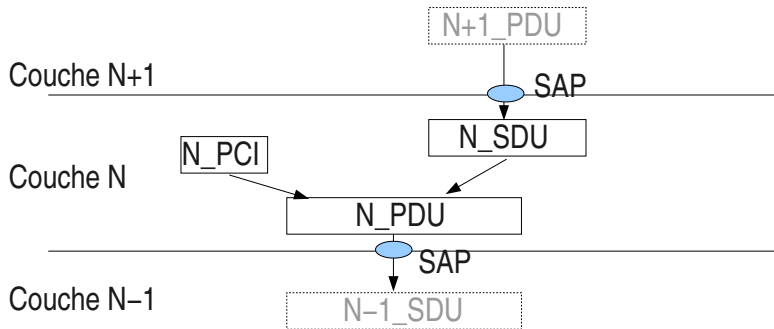 N+1_PDU
Couche N+1
SAP
N_SDU
N_PCI
Couche N
N_PDU
SAP
Couche N−1
N−1_SDU